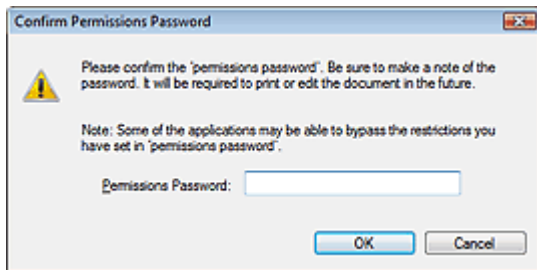 Confirm Permissions Password
Please confirm the 'permissions password'. Be sure to make a note of the
password. It will be required to print or edit the document in the future.
Note: Some of the applications may be able to bypass the restrictions you
have set in 'permissions password'.
Permissions Password:
OK Cancel